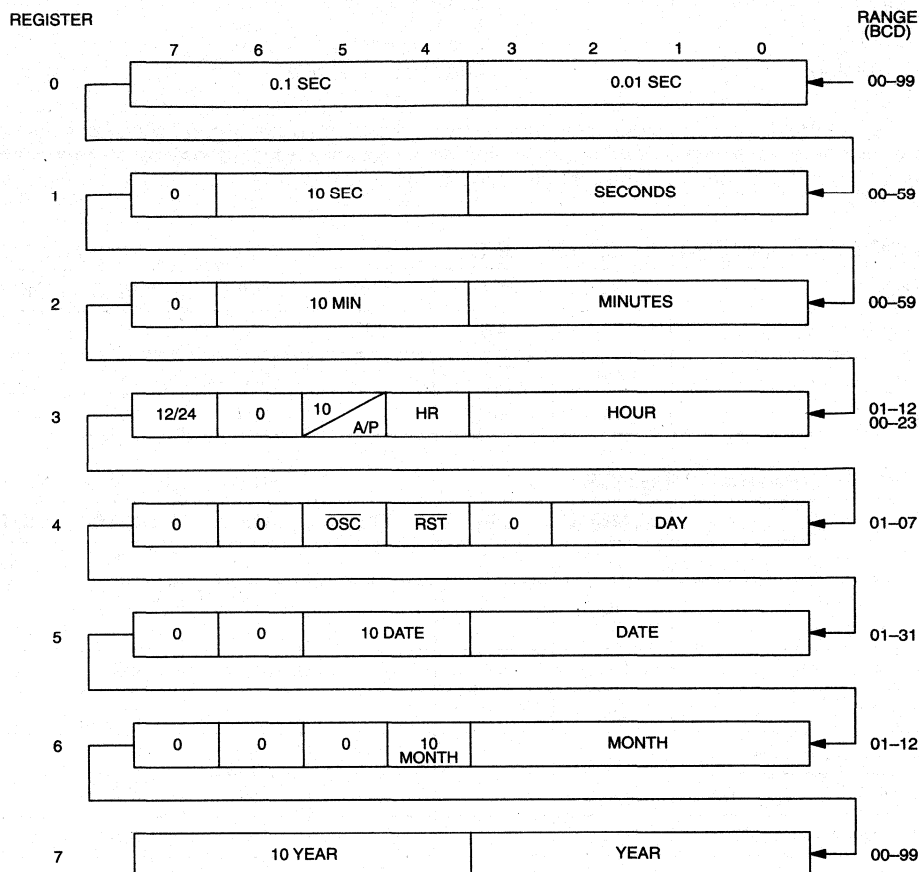 REGISTER
RANGE
(BCD)
7 6 5 4 3 2 1 0
0 0.1 SEC 0.01 SEC 00–99
1 0 10 SEC SECONDS 00–59
2 0 10 MIN MINUTES 00–59
3 12/24 0 10 A/P HR HOUR 01–12
00–23
4 0 0 OSC RST 0 DAY 01–07
5 0 0 10 DATE DATE 01–31
6 0 0 0 10 MONTH MONTH 01–12
7 10 YEAR YEAR 00–99